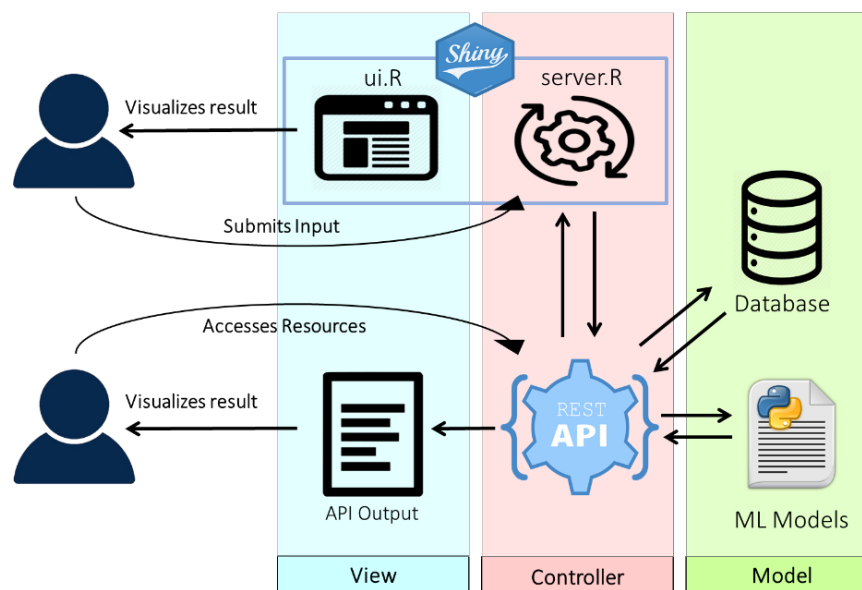 Shiny
ui.R
server.R
Visualizes result
Submits Input
Database
Accesses Resources
Visualizes result
REST
API
API Output
ML Models
View
Controller
Model